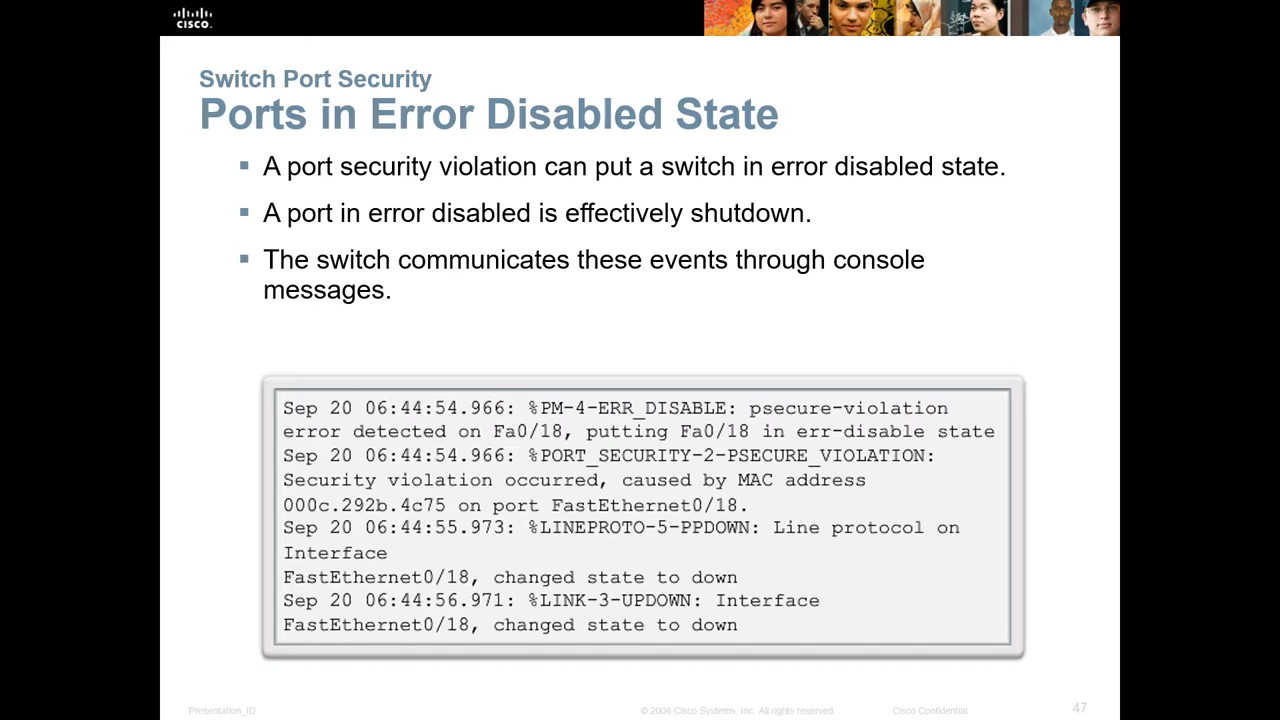 CISCO.
Switch Port Security
Ports in Error Disabled State
▪ A port security violation can put a switch in error disabled state.
▪ A port in error disabled is effectively shutdown.
▪ The switch communicates these events through console
messages.
Sep 20 06:44:54.966: %PM-4-ERR_DISABLE: psecure-violation
error detected on Fa0/18, putting Fa0/18 in err-disable state
Sep 20 06:44:54.966: %PORT_SECURITY-2-PSECURE_VIOLATION:
Security violation occurred, caused by MAC address
000c.292b.4c75 on port FastEthernet0/18.
Sep 20 06:44:55.973: %LINEPROTO-5-PPDOWN: Line protocol on
Interface
FastEthernet0/18, changed state to down
Sep 20 06:44:56.971: %LINK-3-UPDOWN: Interface
FastEthernet0/18, changed state to down
Presentation_ID
© 2008 Cisco Systems, Inc. All rights reserved.
Cisco Confidential
47